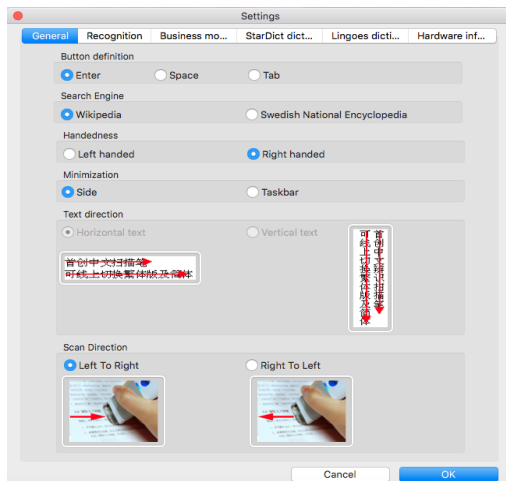 Settings
General Recognition Business mo... StarDict dict... Lingoes dicti... Hardware inf...
Button definition
Enter Space Tab
Search Engine
Wikipedia Swedish National Encyclopedia
Handedness
Left handed Right handed
Minimization
Side Taskbar
Text direction
Horizontal text Vertical text
首创中文扫描笔
可线上切换繁体版及简体
首创中文辨识扫描笔
可线上切换繁体版及简体
Scan Direction
Left To Right Right To Left
Cancel OK